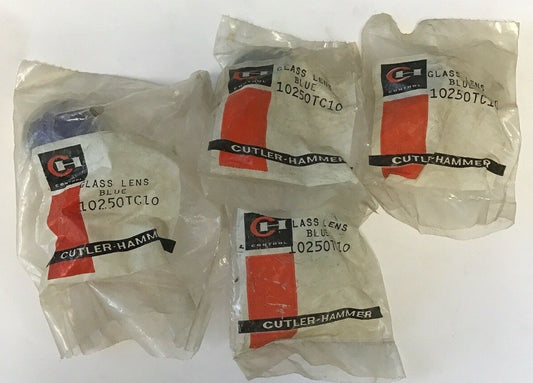 CH
CONTROL
GLASS LENS
BLUE
10250TC10
CUTLER-HAMMER
CH
CONTROL
GLASS LENS
BLUE
10250TC10
CUTLER-HAMMER
CH
CONTROL
GLASS LENS
BLUE
10250TC10
CUTLER-HAMMER
CH
CONTROL
LASS LENS
BLUE
10250TC10
CUTLER-HAMMER